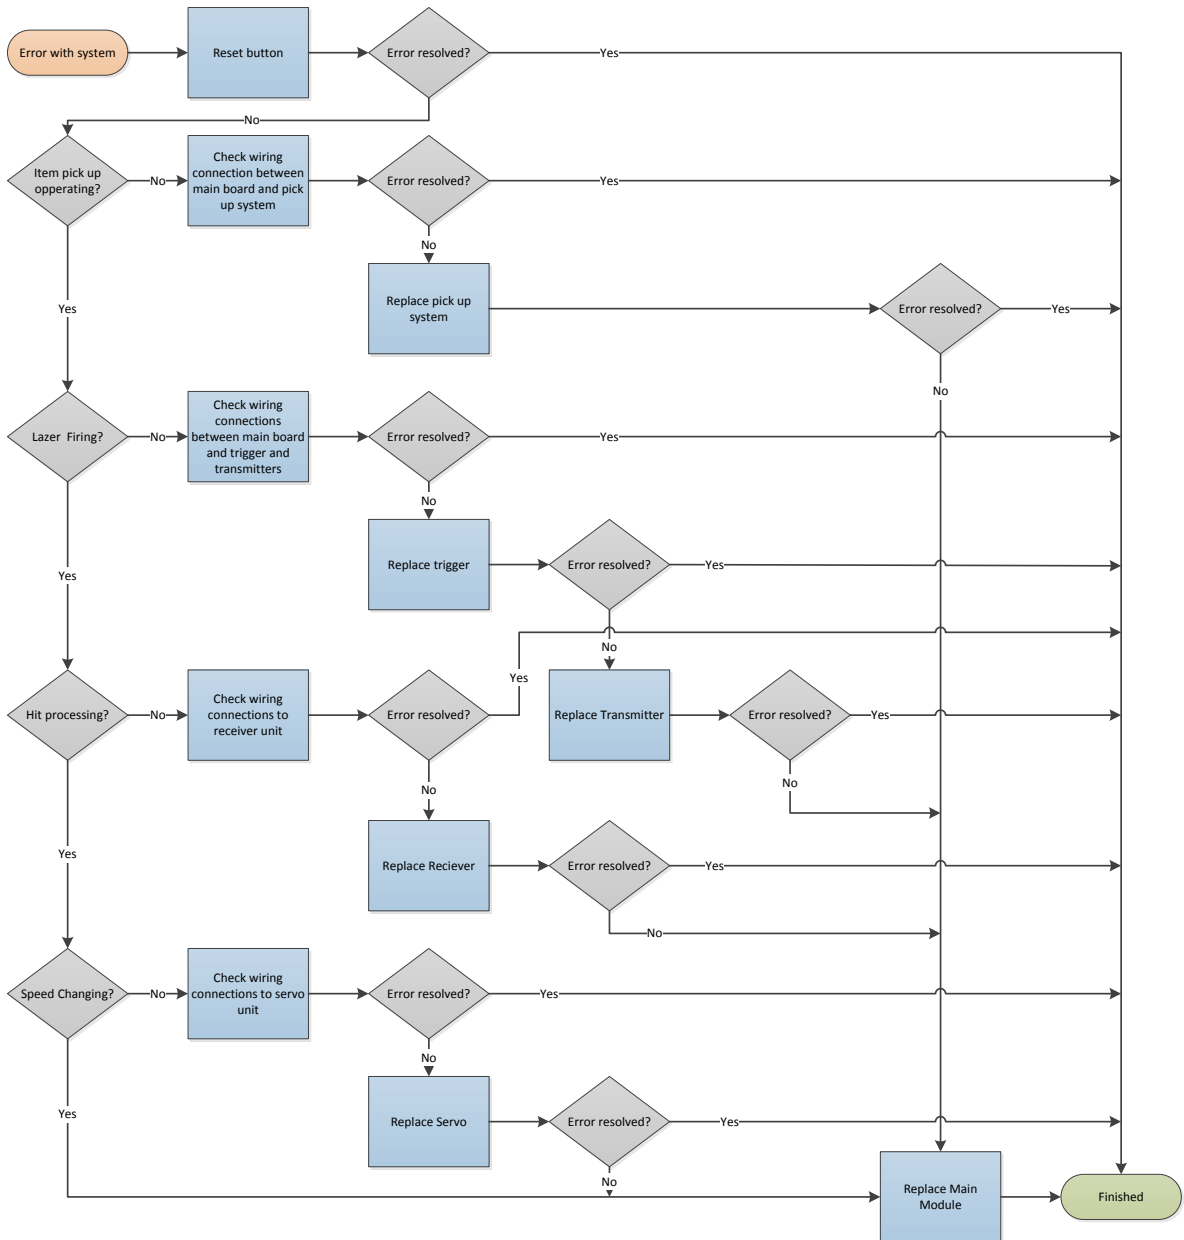 Error with system
Reset button
Error resolved?
Yes
No
Item pick up
opperating?
No
Check wiring
connection between
main board and pick
up system
Error resolved?
Yes
No
Replace pick up
system
Error resolved?
Yes
No
Yes
Lazer Firing?
No
Check wiring
connections
between main board
and trigger and
transmitters
Error resolved?
Yes
No
Replace trigger
Error resolved?
Yes
No
Yes
Hit processing?
No
Check wiring
connections to
receiver unit
Error resolved?
Yes
Replace Transmitter
Error resolved?
Yes
No
No
Replace Reciever
Error resolved?
Yes
No
Yes
Speed Changing?
No
Check wiring
connections to servo
unit
Error resolved?
Yes
No
Replace Servo
Error resolved?
Yes
No
Yes
Replace Main
Module
Finished